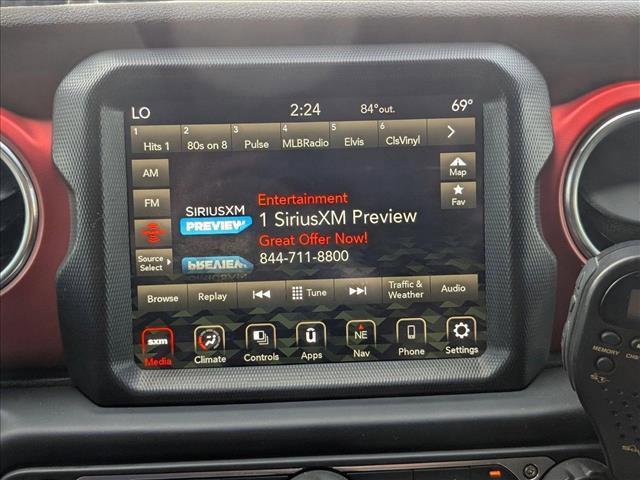 LO 2:24 84°out. 69°
1 Hits 1 2 80s on 8 3 Pulse 4 MLBRadio 5 Elvis 6 ClsVinyl
AM
Map
FM
Fav
Source Select
SIRIUSXM
PREVIEW
Entertainment
1 SiriusXM Preview
Great Offer Now!
844-711-8800
Browse Replay Tune Traffic & Weather Audio
sxm NE
Media Climate Controls Apps Nav Phone Settings
MEMORY